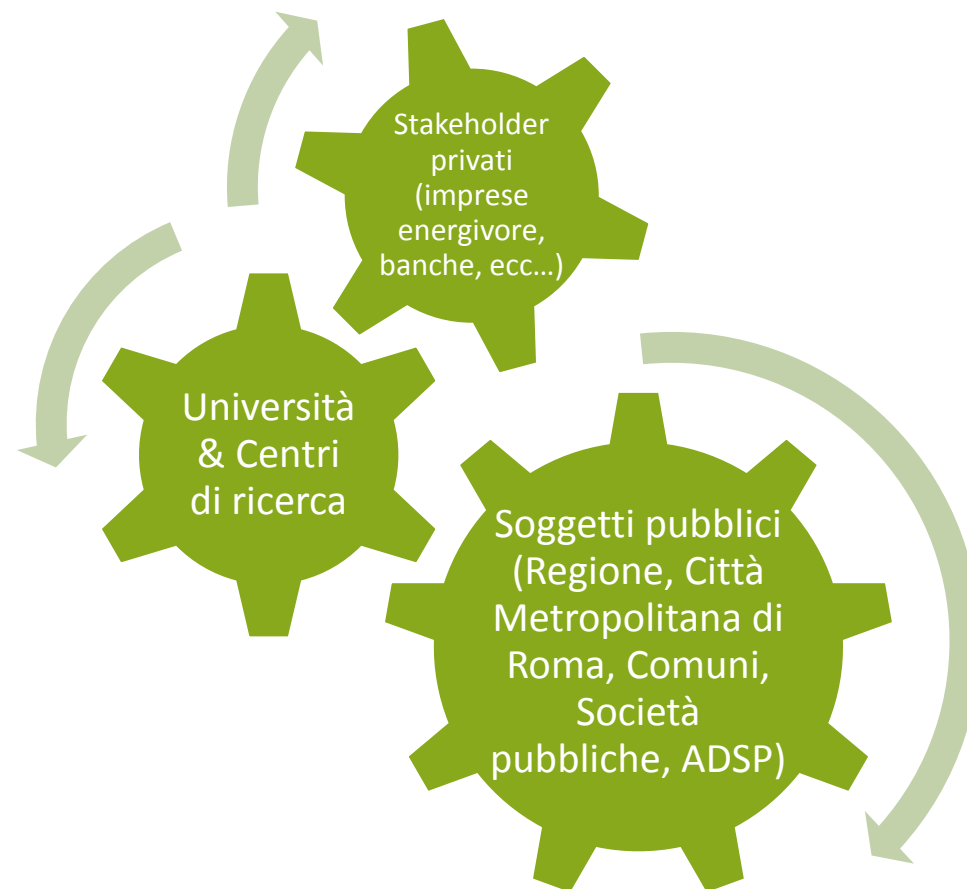 Stakeholder
privati
(imprese
energivore,
banche, ecc…)
Università
& Centri
di ricerca
Soggetti pubblici
(Regione, Città
Metropolitana di
Roma, Comuni,
Società
pubbliche, ADSP)